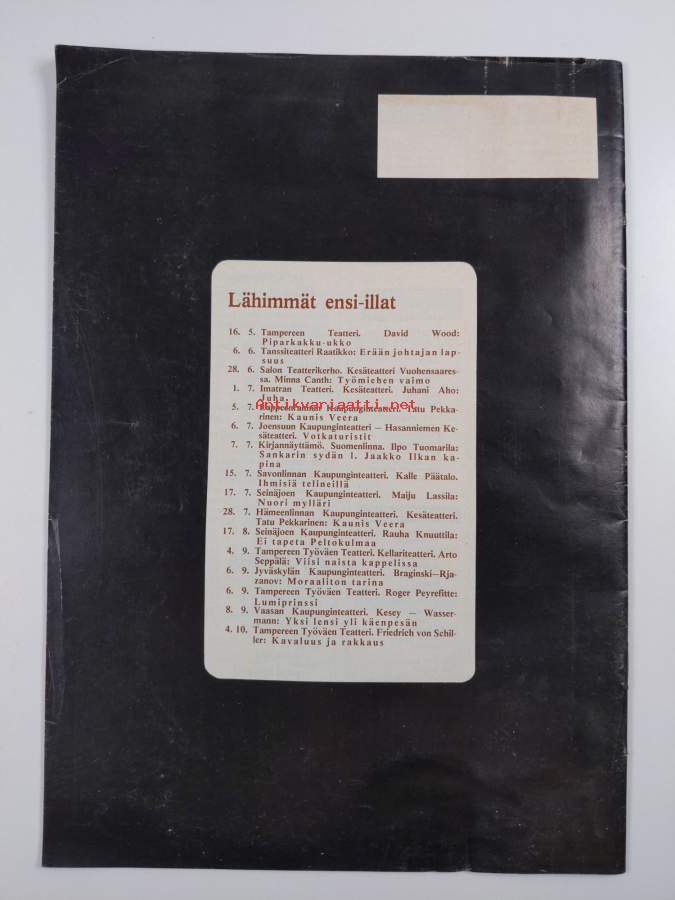 Lähimmät ensi-illat
16. 5. Tampereen Teatteri. David Wood:
Piparkakku-ukko
6. 6. Tanssiteatteri Raatikko: Erään johtajan lap-
suus
28. 6. Salon Teatterikerho. Kesäteatteri Vuohensaares-
sa. Minna Canth: Työmiehen vaimo
1. 7. Imatran Teatteri. Kesäteatteri. Juhani Aho:
Juha
Antikvariaatti.net
5. 7. Lappeenrannan Kaupunginteatteri. Tatu Pekka-
rinen: Kaunis Veera
6. 7. Joensuun Kaupunginteatteri — Hasanniemen Ke-
säteatteri. Votkaturistit
7. 7. Kirjannäyttämö. Suomenlinna. Ilpo Tuomarila:
Sankarin sydän l. Jaakko Ilkan ka-
pina
15. 7. Savonlinnan Kaupunginteatteri. Kalle Päätalo.
Ihmisiä telineillä
17. 7. Seinäjoen Kaupunginteatteri. Maiju Lassila:
Nuori mylläri
28. 7. Hämeenlinnan Kaupunginteatteri. Kesäteatteri.
Tatu Pekkarinen: Kaunis Veera
17. 8. Seinäjoen Kaupunginteatteri. Rauha Knuuttila:
Ei tapeta Peltokulmaa
4. 9. Tampereen Työväen Teatteri. Kellariteatteri. Arto
Seppälä: Viisi naista kappelissa
6. 9. Jyväskylän Kaupunginteatteri. Braginski—Rja-
zanov: Moraaliton tarina
6. 9. Tampereen Työväen Teatteri. Roger Peyrefitte:
Lumiprinssi
8. 9. Vaasan Kaupunginteatteri. Kesey — Wasser-
mann: Yksi lensi yli käenpesän
4. 10. Tampereen Työväen Teatteri. Friedrich von Schil-
ler: Kavaluus ja rakkaus